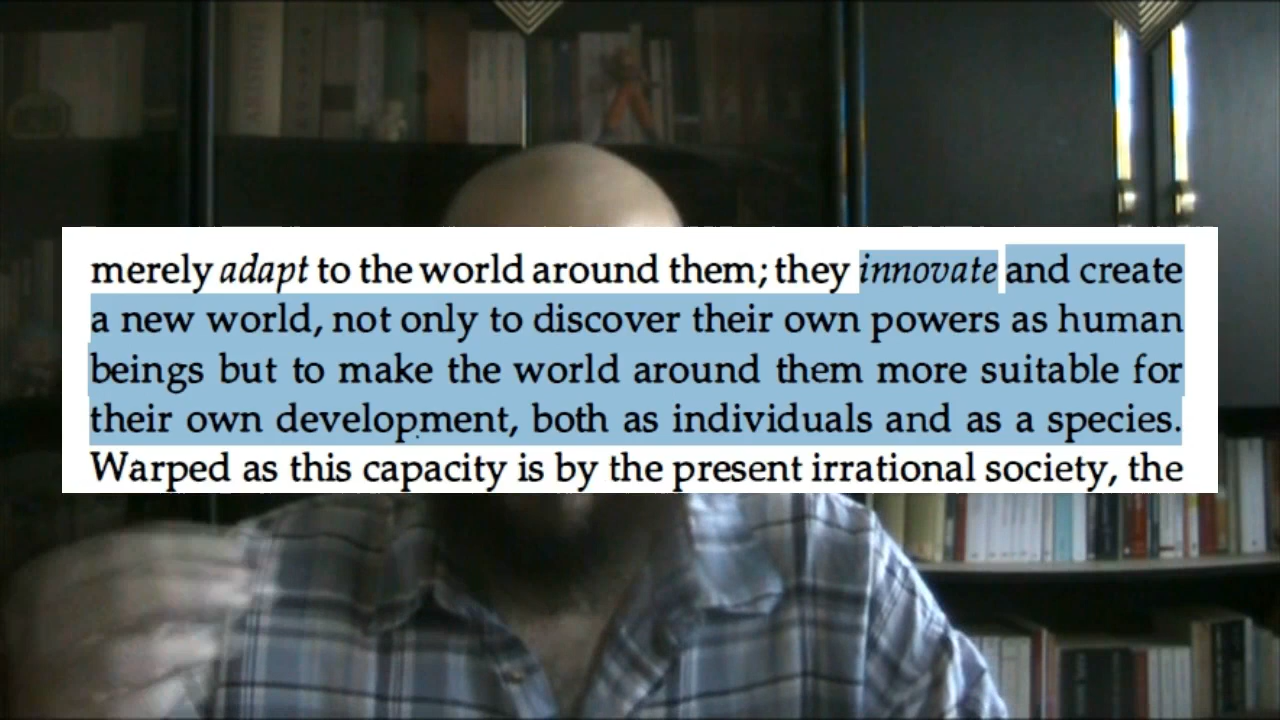 merely adapt to the world around them; they innovate and create
a new world, not only to discover their own powers as human
beings but to make the world around them more suitable for
their own development, both as individuals and as a species.
Warped as this capacity is by the present irrational society, the